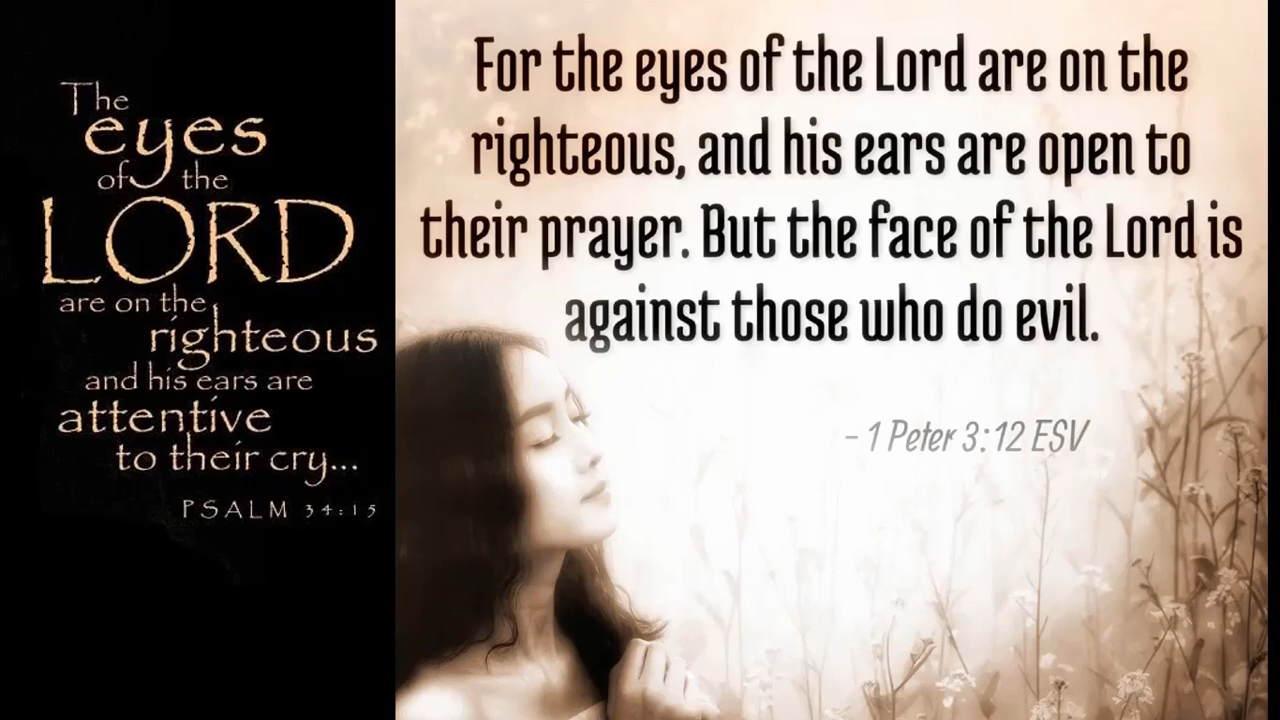 The
eyes
of the
LORD
are on the
righteous
and his ears are
attentive
to their cry...
PSALM 34:15
For the eyes of the Lord are on the
righteous, and his ears are open to
their prayer. But the face of the Lord is
against those who do evil.
- 1 Peter 3:12 ESV